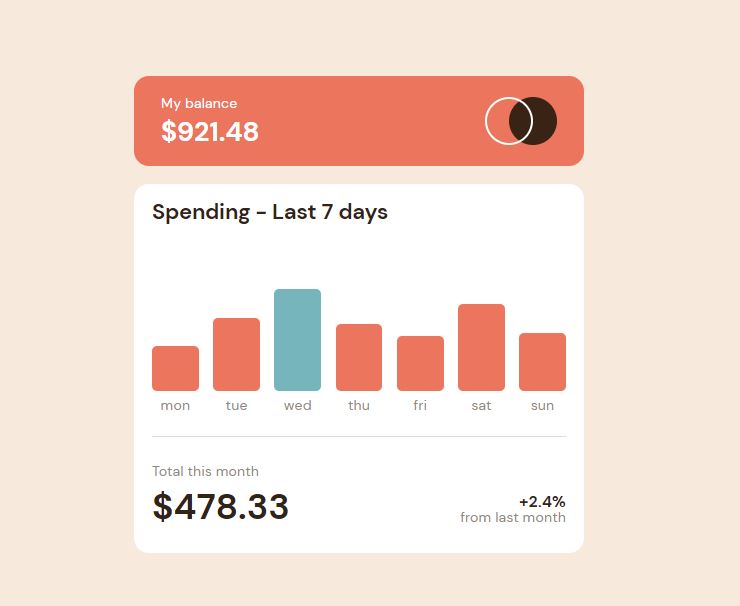 My balance
$921.48
Spending - Last 7 days
mon tue wed thu fri sat sun
Total this month
$478.33
+2.4%
from last month